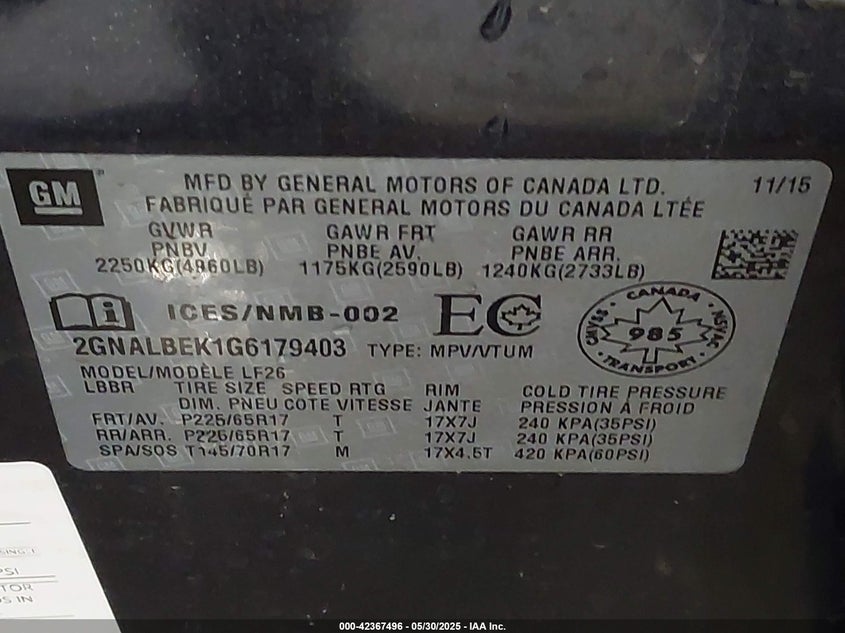 GM
MFD BY GENERAL MOTORS OF CANADA LTD. 11/15
FABRIQUÉ PAR GENERAL MOTORS DU CANADA LTÉE
GVWR GAWR FRT GAWR RR
PNBV PNBE AV. PNBE ARR.
2250KG(4960LB) 1175KG(2590LB) 1240KG(2733LB)
ICES/NMB-002 EC
CANADA
985
TRANSPORT
2GNALBEK1G6179403 TYPE: MPV/VTUM
MODEL/MODÈLE LF26
LBBR TIRE SIZE SPEED RTG RIM COLD TIRE PRESSURE
DIM. PNEU COTE VITESSE JANTE PRESSION À FROID
FRT/AV. P225/65R17 T 17X7J 240 KPA(35PSI)
RR/ARR. P225/65R17 T 17X7J 240 KPA(35PSI)
SPA/SOS T145/70R17 M 17X4.5T 420 KPA(60PSI)
PSI
TOR
S IN
000-42367496 - 05/30/2025 - IAA Inc.